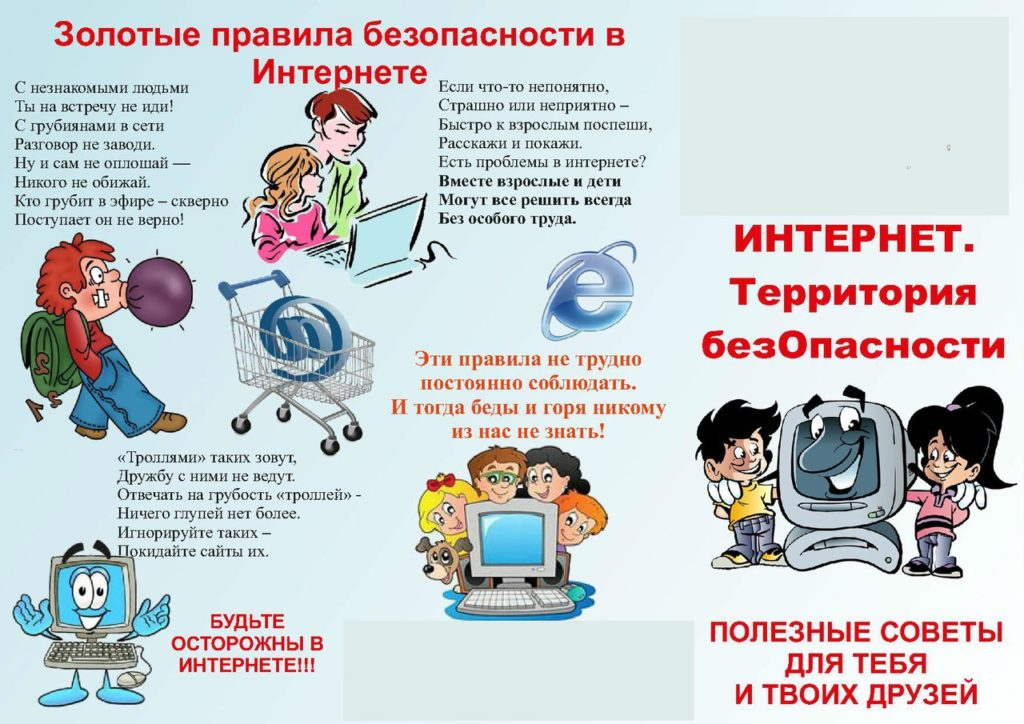 Золотые правила безопасности в
Интернете
С незнакомыми людьми
Ты на встречу не иди!
С грубиянами в сети
Разговор не заводи.
Ну и сам не оплошай —
Никого не обижай.
Кто грубит в эфире – скверно
Поступает он не верно!
Если что-то непонятно,
Страшно или неприятно –
Быстро к взрослым поспеши,
Расскажи и покажи.
Есть проблемы в интернете?
Вместе взрослые и дети
Могут все решить всегда
Без особого труда.
Эти правила не трудно
постоянно соблюдать.
И тогда беды и горя никому
из нас не знать!
«Троллями» таких зовут,
Дружбу с ними не ведут.
Отвечать на грубость «троллей» -
Ничего глупей нет более.
Игнорируйте таких –
Покидайте сайты их.
БУДЬТЕ
ОСТОРОЖНЫ В
ИНТЕРНЕТЕ!!!
ИНТЕРНЕТ.
Территория
безОпасности
ПОЛЕЗНЫЕ СОВЕТЫ
ДЛЯ ТЕБЯ
И ТВОИХ ДРУЗЕЙ